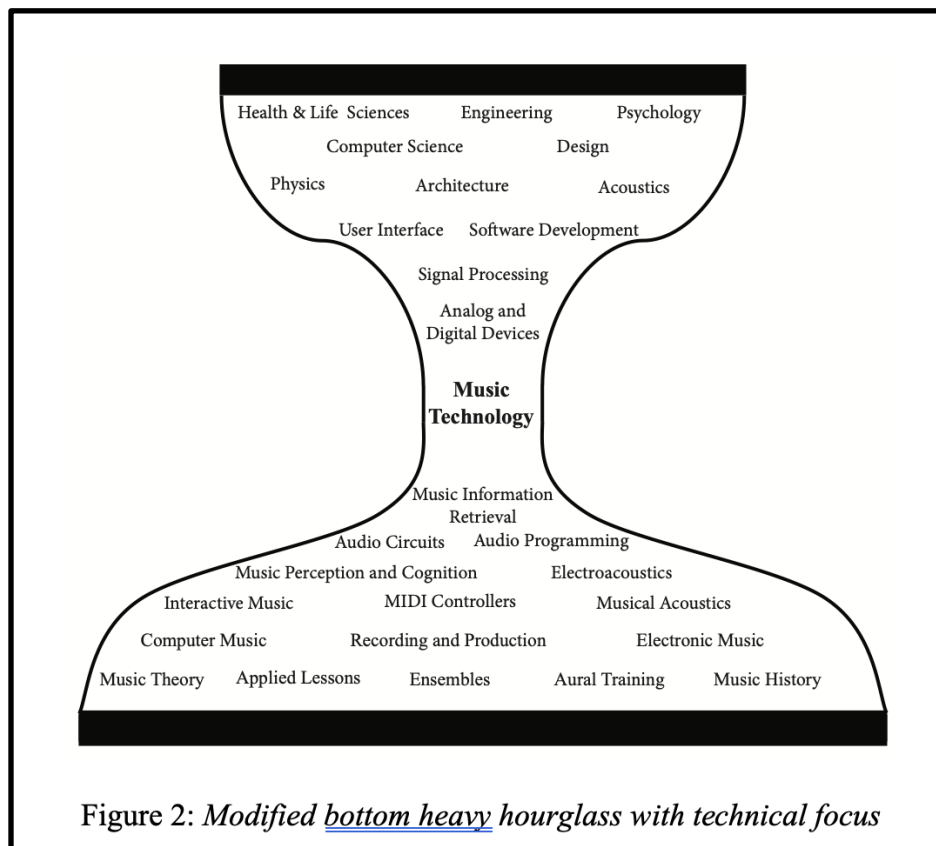 Health & Life Sciences Engineering Psychology
Computer Science Design
Physics Architecture Acoustics
User Interface Software Development
Signal Processing
Analog and
Digital Devices
Music
Technology
Music Information
Retrieval
Audio Circuits Audio Programming
Music Perception and Cognition Electroacoustics
Interactive Music MIDI Controllers Musical Acoustics
Computer Music Recording and Production Electronic Music
Music Theory Applied Lessons Ensembles Aural Training Music History
Figure 2: Modified bottom heavy hourglass with technical focus